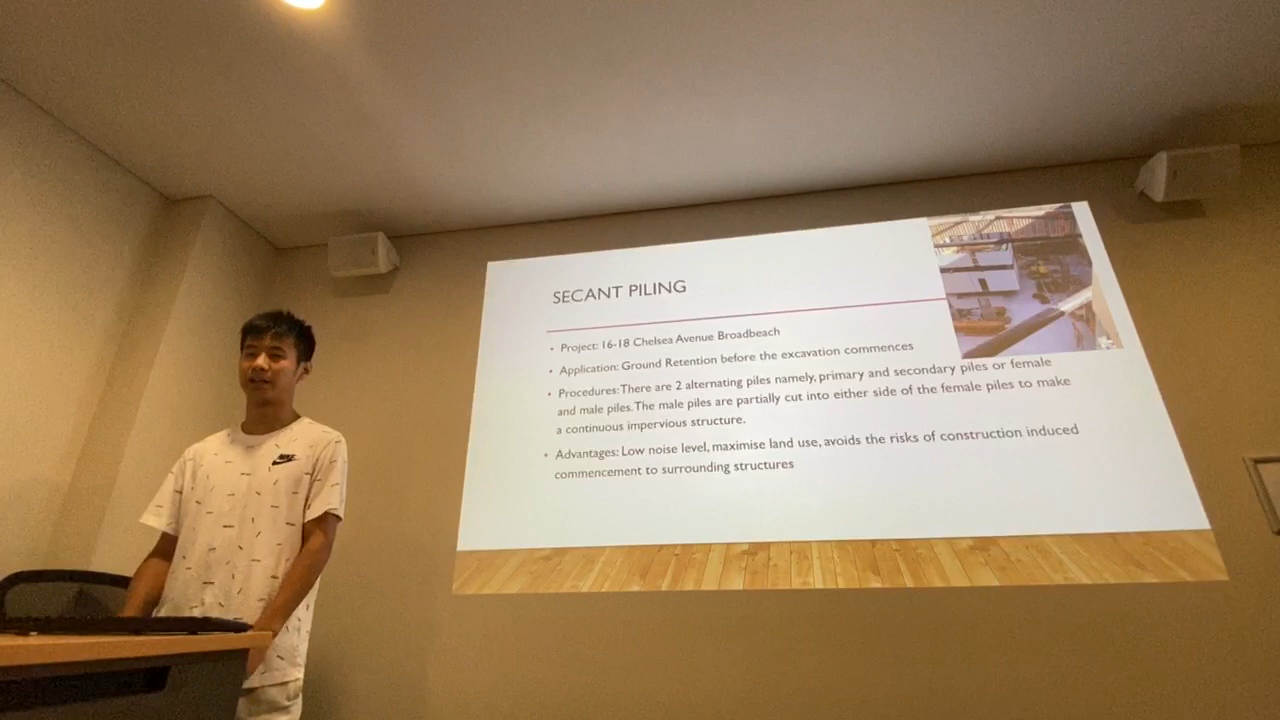 SECANT PILING
• Project: 16-18 Chelsea Avenue Broadbeach
• Application: Ground Retention before the excavation commences
• Procedures: There are 2 alternating piles namely, primary and secondary piles or female
and male piles. The male piles are partially cut into either side of the female piles to make
a continuous impervious structure.
• Advantages: Low noise level, maximise land use, avoids the risks of construction induced
commencement to surrounding structures
NIKE